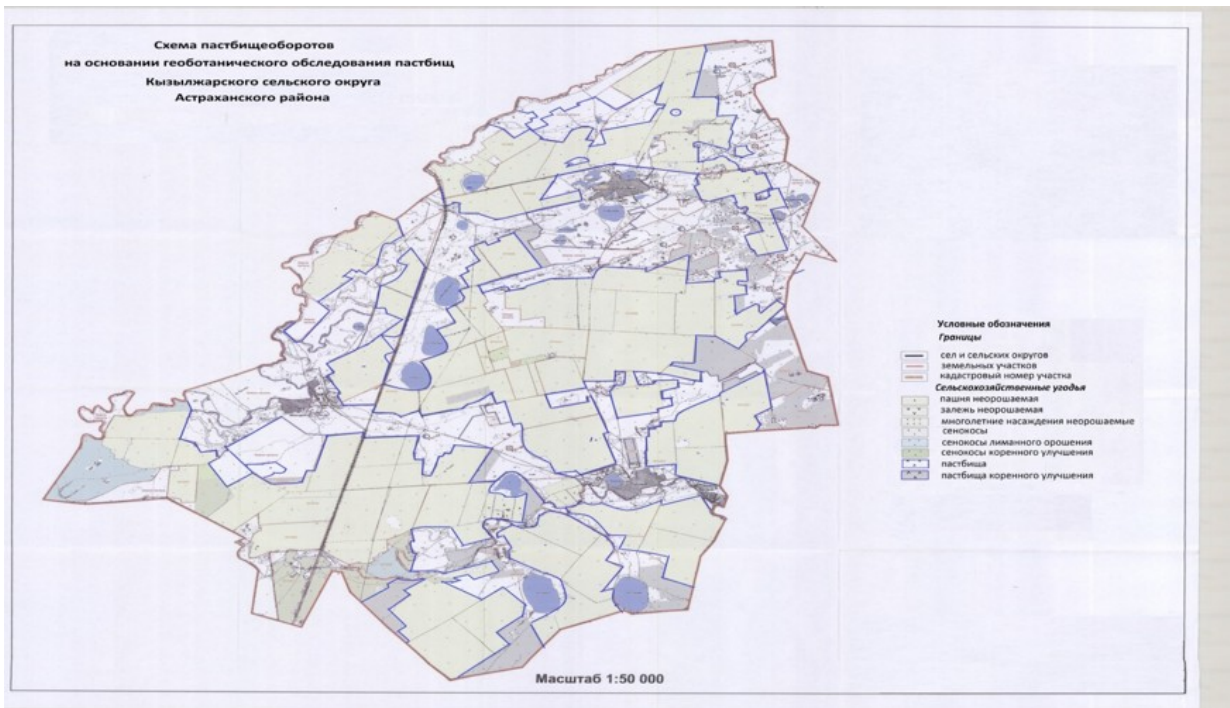 Схема пастбищеоборотов
на основании геоботанического обследования пастбищ
Кызылжарского сельского округа
Астраханского района
Условные обозначения
Границы
сел и сельских округов
земельных участков
кадастровый номер участка
Сельскохозяйственные угодья
пашня неорошаемая
залежь неорошаемая
многолетние насаждения неорошаемые
сенокосы
сенокосы лиманного орошения
сенокосы коренного улучшения
пастбища
пастбища коренного улучшения
Масштаб 1:50 000